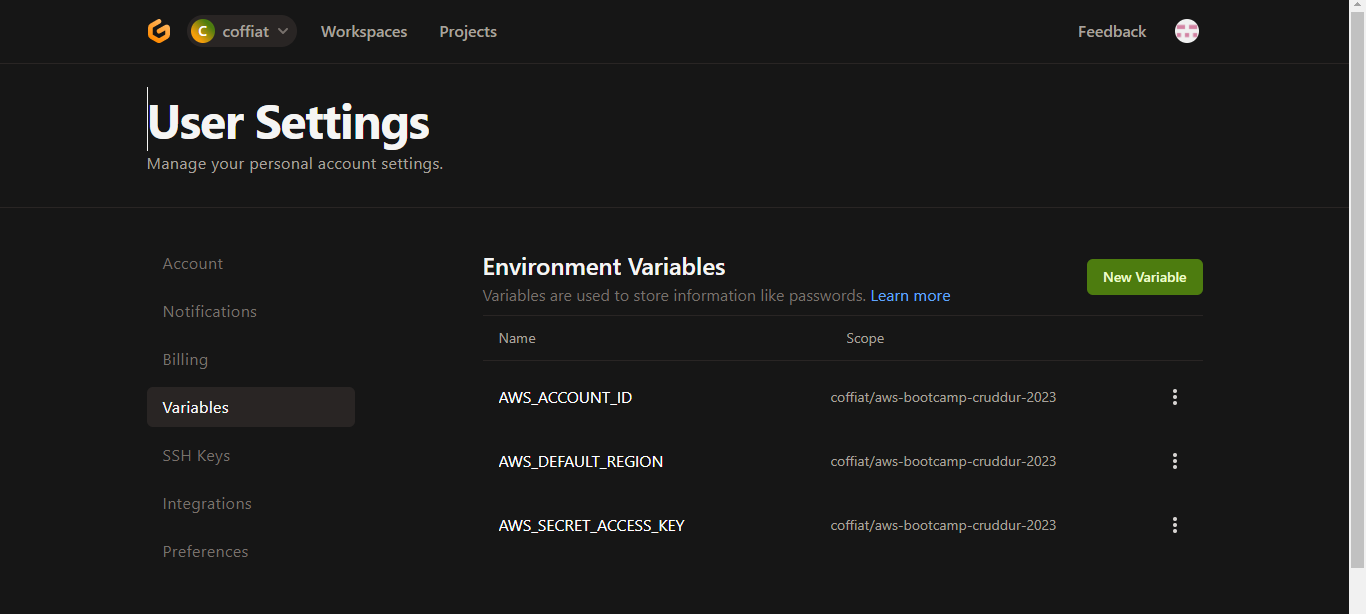 C coffiat Workspaces Projects Feedback
User Settings
Manage your personal account settings.
Account
Notifications
Billing
Variables
SSH Keys
Integrations
Preferences
Environment Variables
Variables are used to store information like passwords. Learn more
New Variable
Name Scope
AWS_ACCOUNT_ID coffiat/aws-bootcamp-cruddur-2023
AWS_DEFAULT_REGION coffiat/aws-bootcamp-cruddur-2023
AWS_SECRET_ACCESS_KEY coffiat/aws-bootcamp-cruddur-2023